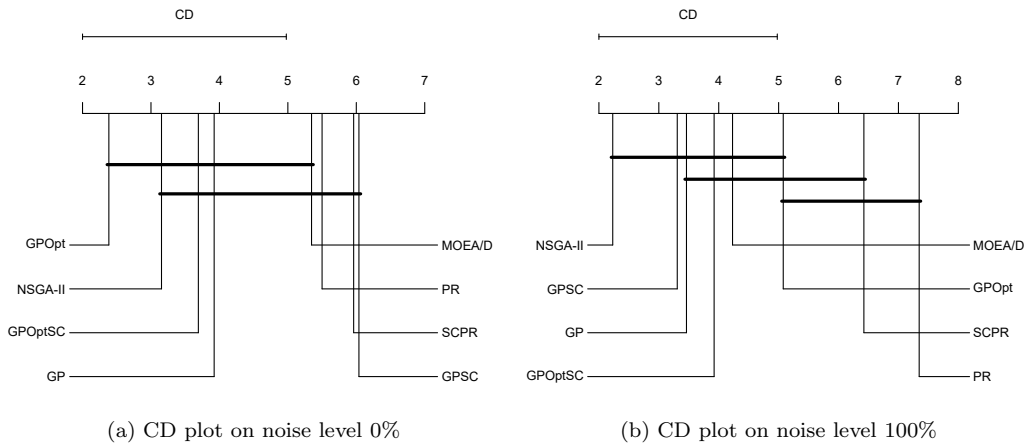 CD
2 3 4 5 6 7
GPOpt
NSGA-II
GPOptSC
GP
MOEA/D
PR
SCPR
GPSC
(a) CD plot on noise level 0%
CD
2 3 4 5 6 7 8
NSGA-II
GPSC
GP
GPOptSC
MOEA/D
GPOpt
SCPR
PR
(b) CD plot on noise level 100%